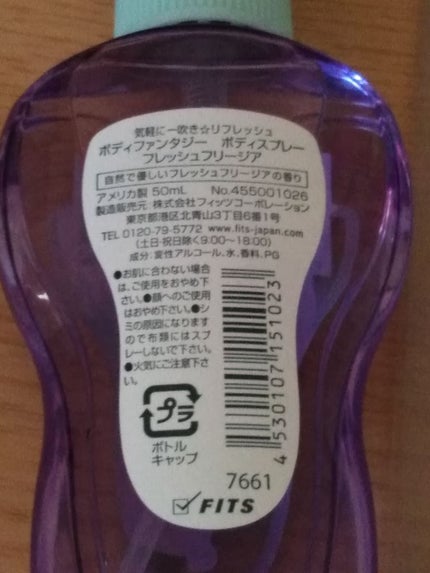 気軽に一吹き☆リフレッシュ
ボディファンタジー ボディスプレー
フレッシュフリージア
自然で優しいフレッシュフリージアの香り
アメリカ製 50mL No.455001026
製造販売元:株式会社フィッツコーポレーション
東京都港区北青山3丁目6番1号
TEL 0120-79-5772 www.fits-japan.com
(土日・祝日除く9:00～18:00)
成分:変性アルコール、水、香料、PG
●お肌に合わない場合
は、ご使用をおやめ下
さい。●顔へのご使用
はおやめ下さい。●シ
ミの原因になります
ので布類にはスプ
レーしないで下さい。
●火気にご注意下さ
い。
プラ
ボトル
キャップ
4530107151023
7661
FITS